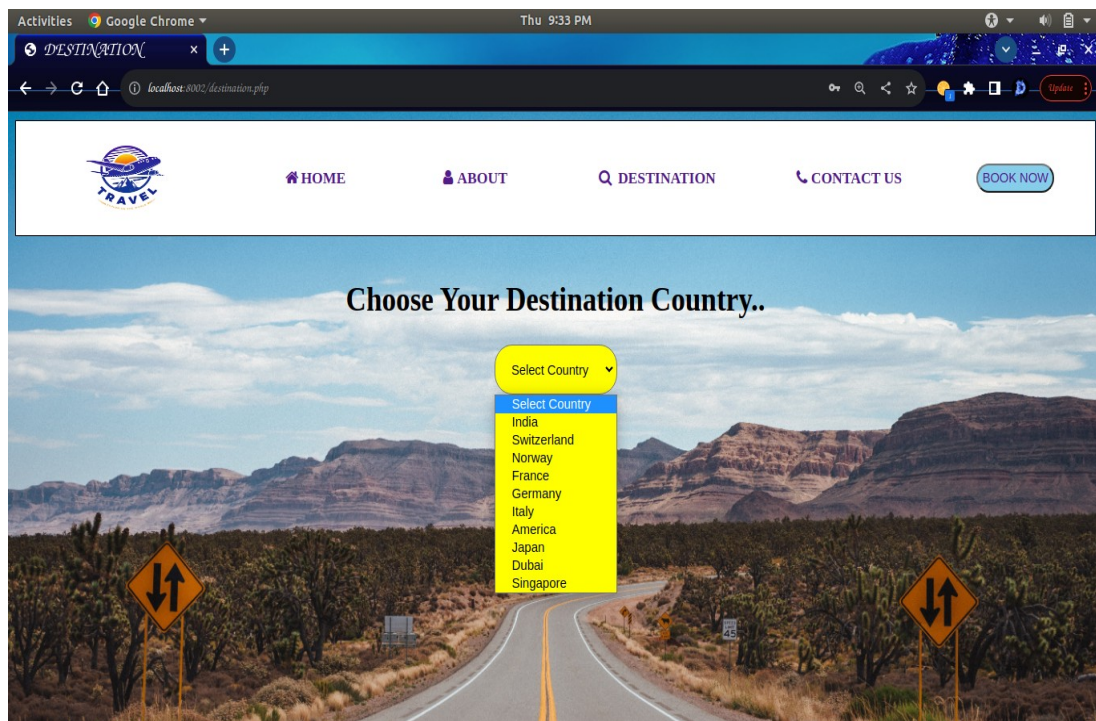 Activities Google Chrome Thu 9:33 PM
DESTINATION
localhost:8002/destination.php Update
TRAVEL HOME ABOUT DESTINATION CONTACT US BOOK NOW
Choose Your Destination Country..
Select Country
Select Country
India
Switzerland
Norway
France
Germany
Italy
America
Japan
Dubai
Singapore
45